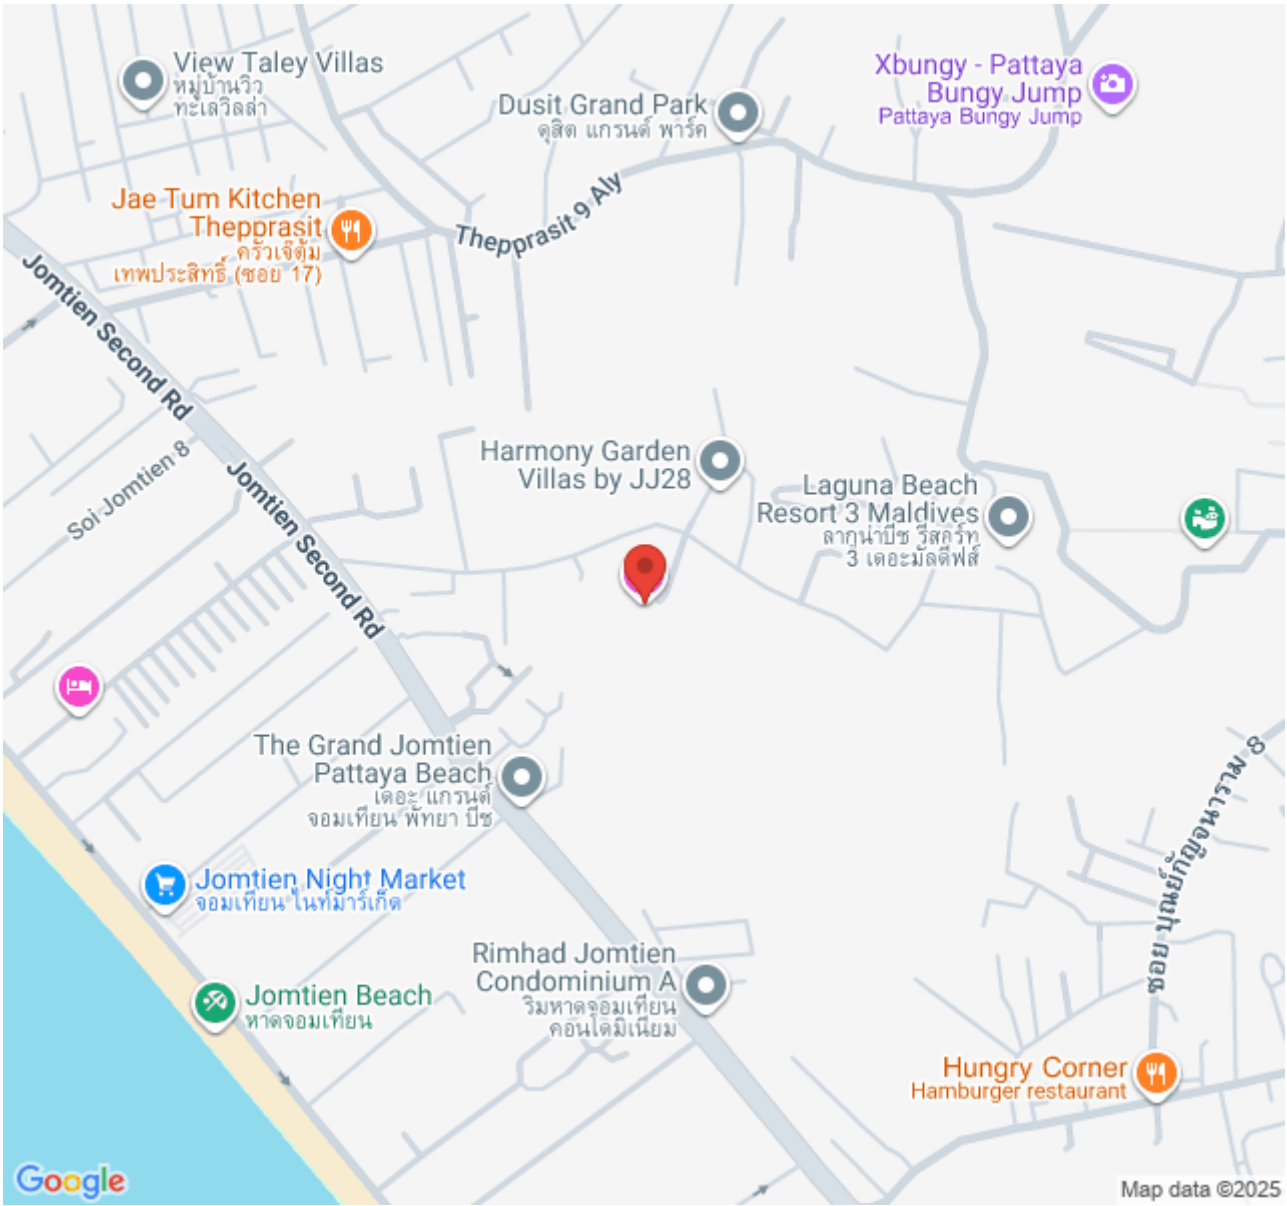 View Taley Villas
หมู่บ้านวิว
ทะเลวิลล่า
Dusit Grand Park
ดุสิต แกรนด์ พาร์ค
Xbungy - Pattaya
Bungy Jump
Pattaya Bungy Jump
Jae Tum Kitchen
Thepprasit
ครัวเจ๊ตุ้ม
เทพประสิทธิ์ (ซอย 17)
Thepprasit 9 Aly
Jomtien Second Rd
Soi Jomtien 8
Jomtien Second Rd
Harmony Garden
Villas by JJ28
Laguna Beach
Resort 3 Maldives
ลากูน่าบีช รีสอร์ท
3 เดอะมัลดีฟส์
The Grand Jomtien
Pattaya Beach
เดอะ แกรนด์
จอมเทียน พัทยา บีช
ซอย บุณย์กัญจนาราม 8
Jomtien Night Market
จอมเทียน ไนท์มาร์เก็ต
Rimhad Jomtien
Condominium A
ริมหาดจอมเทียน
คอนโดมิเนียม
Jomtien Beach
หาดจอมเทียน
Hungry Corner
Hamburger restaurant
Google
Map data ©2025